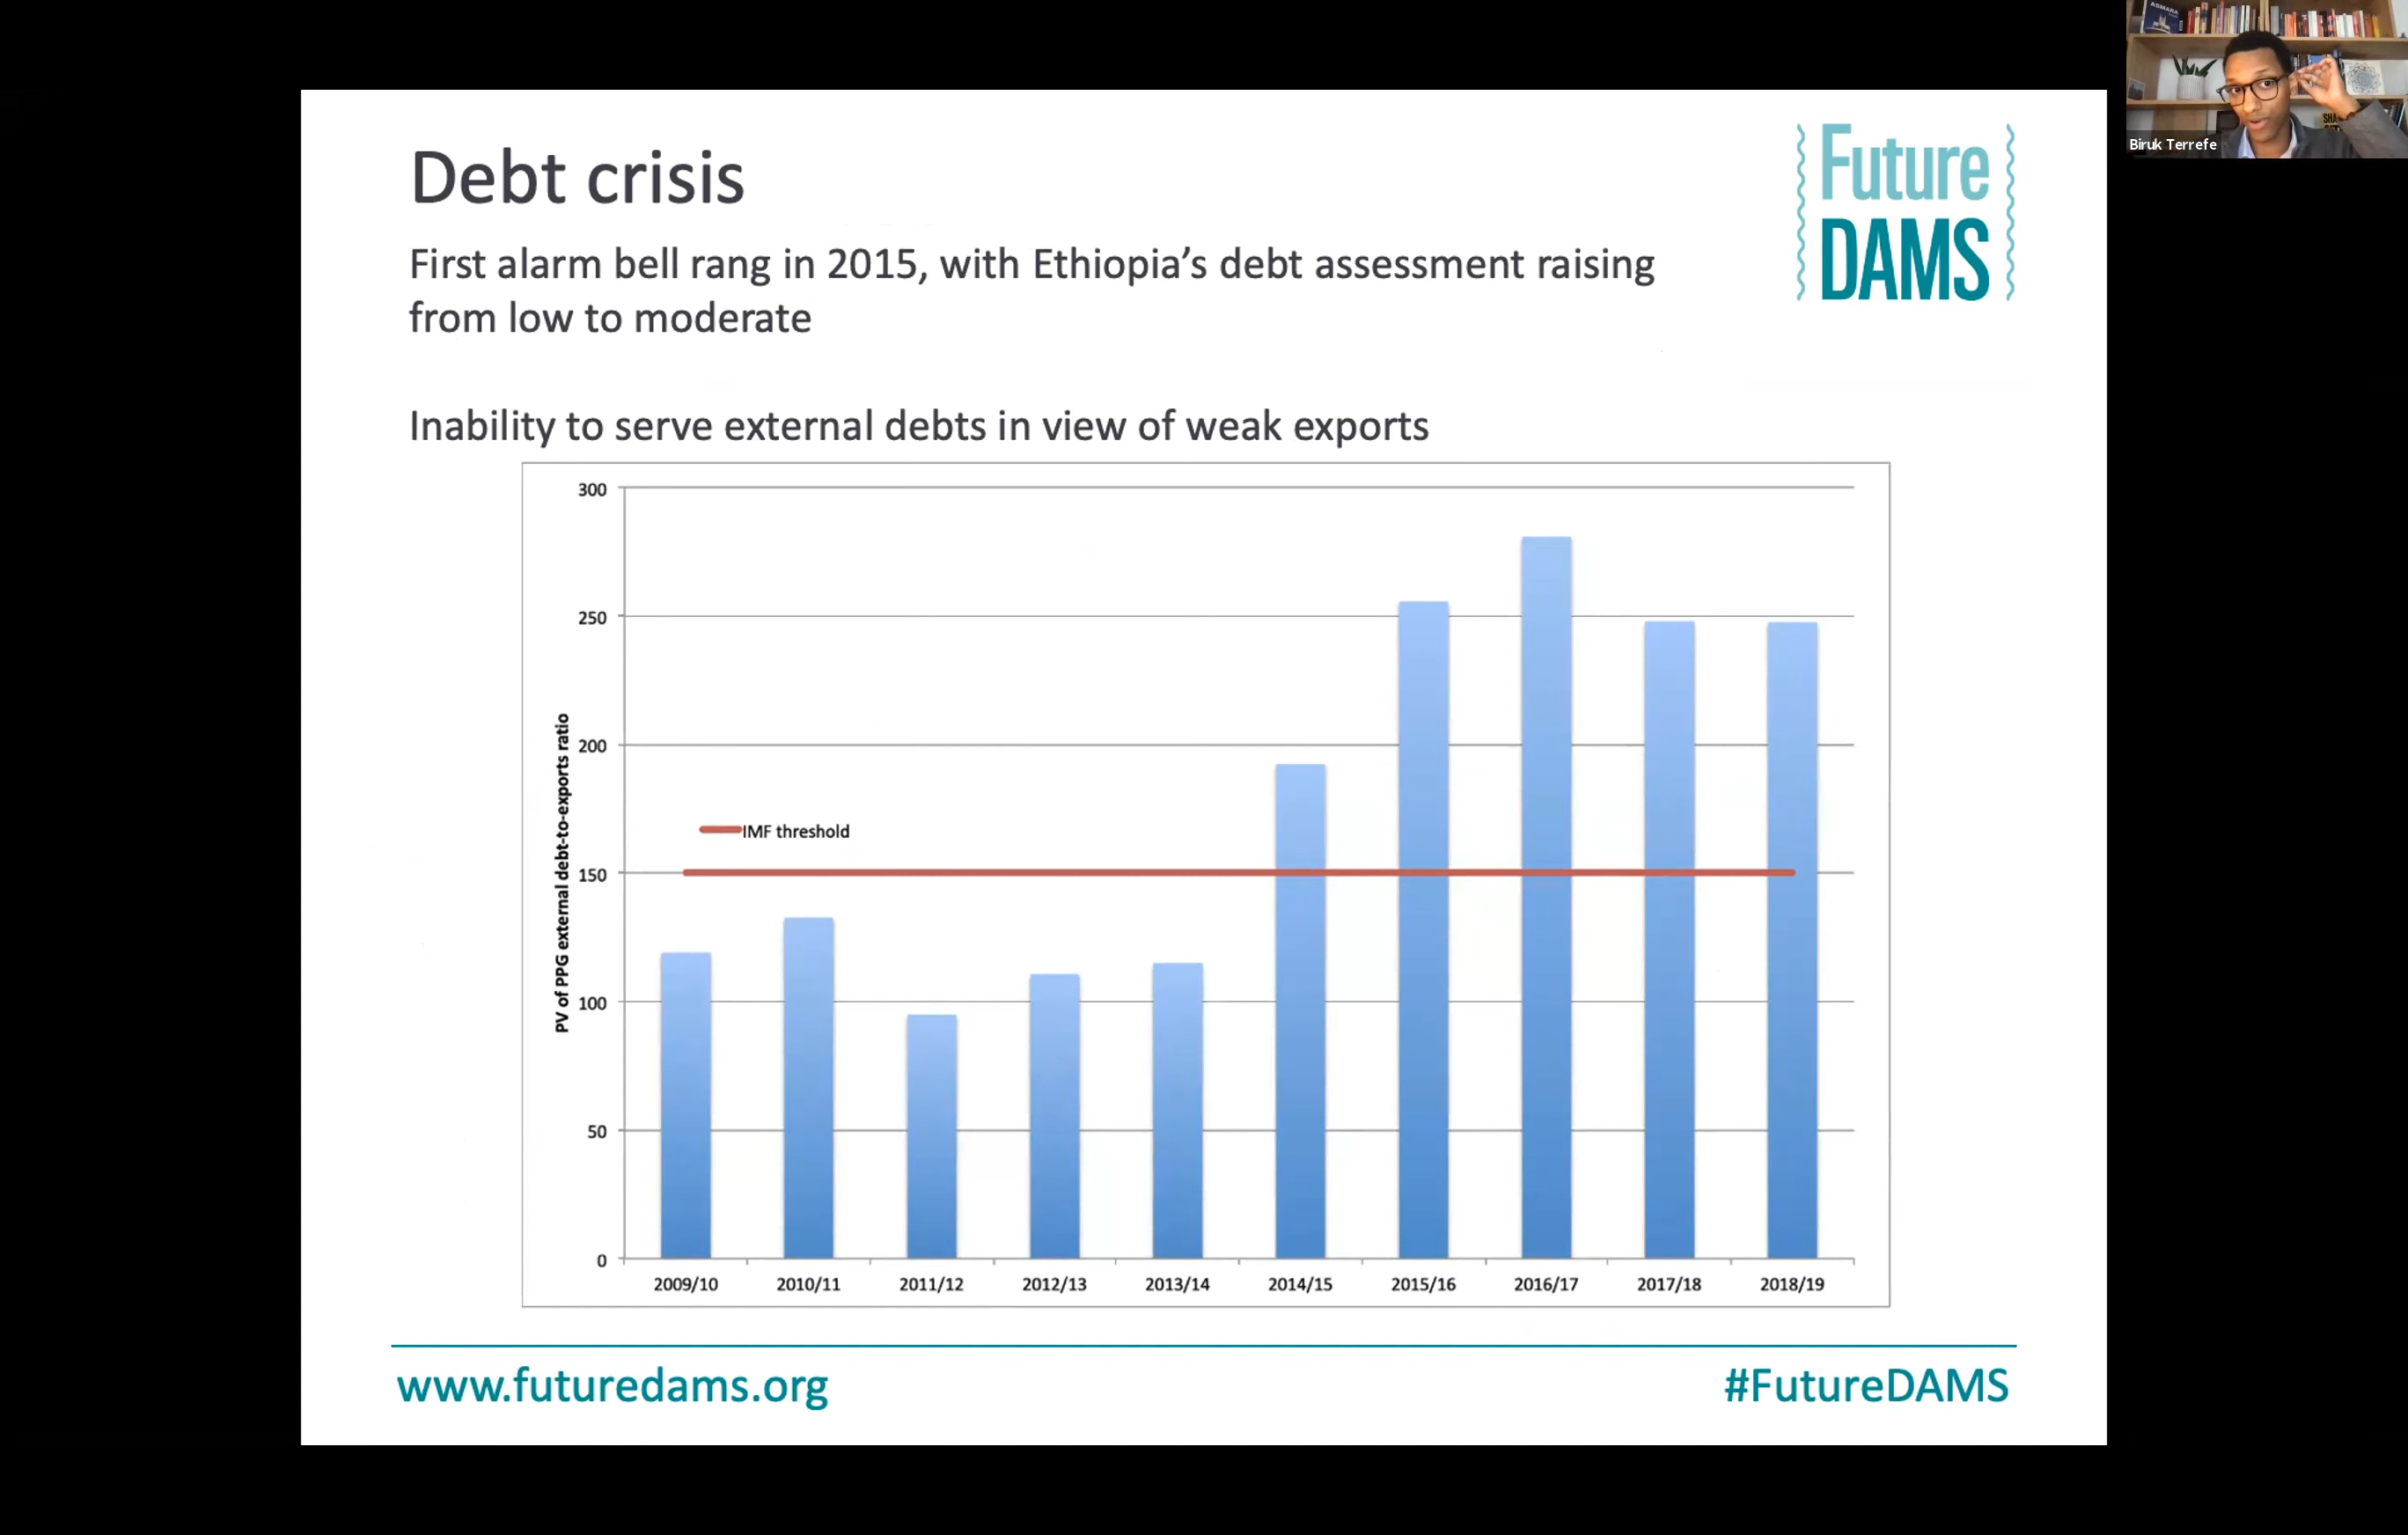 ASMARA
Biruk Terrefe
Future
DAMS
Debt crisis
First alarm bell rang in 2015, with Ethiopia's debt assessment raising
from low to moderate
Inability to serve external debts in view of weak exports
PV of PPG external debt-to-exports ratio
300
250
200
150
100
50
0
IMF threshold
2009/10 2010/11 2011/12 2012/13 2013/14 2014/15 2015/16 2016/17 2017/18 2018/19
www.futuredams.org
#FutureDAMS